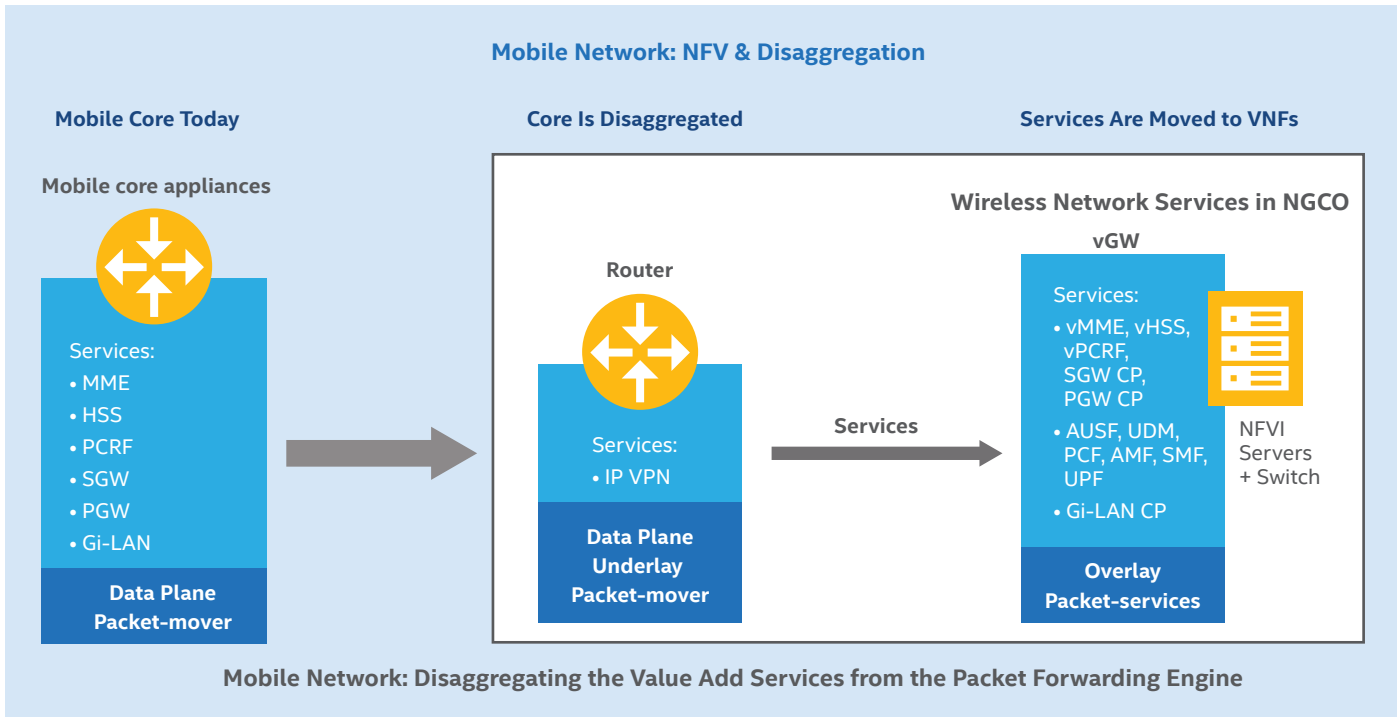 Mobile Network: NFV & Disaggregation
Mobile Core Today
Core Is Disaggregated
Services Are Moved to VNFs
Mobile core appliances
Services:
• MME
• HSS
• PCRF
• SGW
• PGW
• Gi-LAN
Data Plane
Packet-mover
Router
Services:
• IP VPN
Data Plane
Underlay
Packet-mover
Services
Wireless Network Services in NGCO
vGW
Services:
• vMME, vHSS,
vPCRF,
SGW CP,
PGW CP
• AUSF, UDM,
PCF, AMF, SMF,
UPF
• Gi-LAN CP
Overlay
Packet-services
NFVI
Servers
+ Switch
Mobile Network: Disaggregating the Value Add Services from the Packet Forwarding Engine